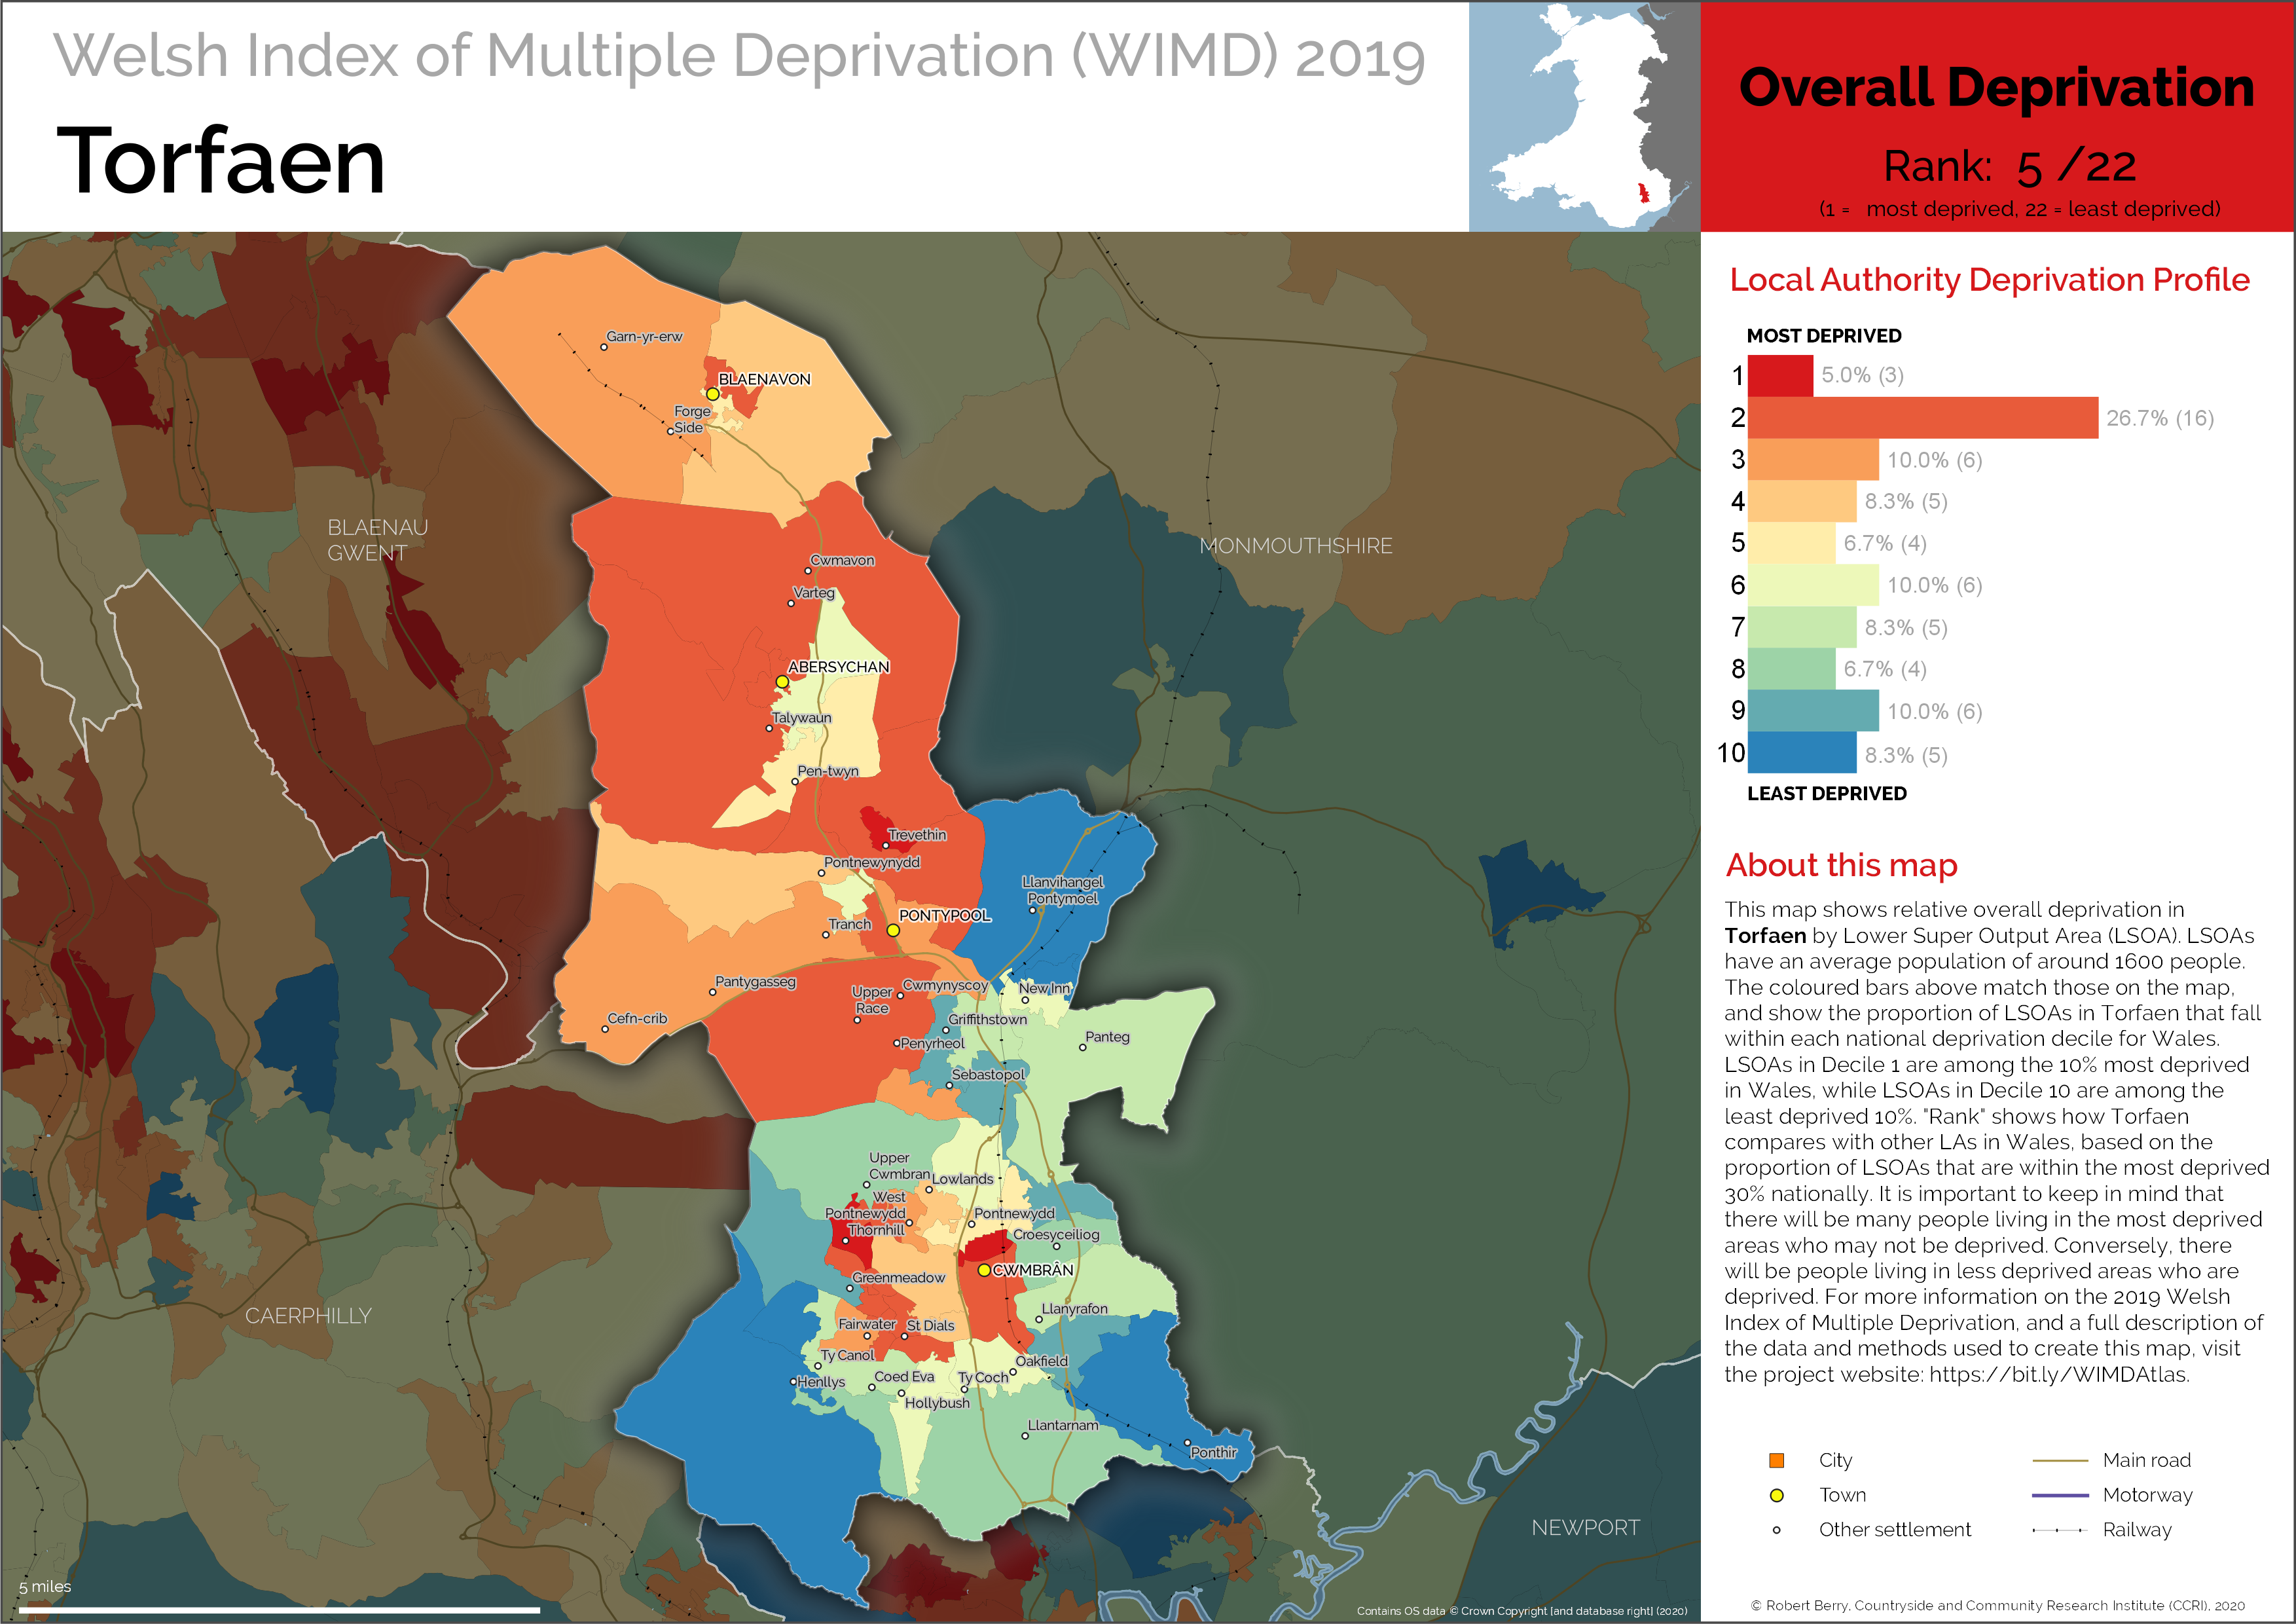 Welsh Index of Multiple Deprivation (WIMD) 2019
Torfaen
Overall Deprivation
Rank: 5 /22
(1 = most deprived, 22 = least deprived)
Local Authority Deprivation Profile
MOST DEPRIVED
1 5.0% (3)
2 26.7% (16)
3 10.0% (6)
4 8.3% (5)
5 6.7% (4)
6 10.0% (6)
7 8.3% (5)
8 6.7% (4)
9 10.0% (6)
10 8.3% (5)
LEAST DEPRIVED
About this map
This map shows relative overall deprivation in
Torfaen by Lower Super Output Area (LSOA). LSOAs
have an average population of around 1600 people.
The coloured bars above match those on the map,
and show the proportion of LSOAs in Torfaen that fall
within each national deprivation decile for Wales.
LSOAs in Decile 1 are among the 10% most deprived
in Wales, while LSOAs in Decile 10 are among the
least deprived 10%. "Rank" shows how Torfaen
compares with other LAs in Wales, based on the
proportion of LSOAs that are within the most deprived
30% nationally. It is important to keep in mind that
there will be many people living in the most deprived
areas who may not be deprived. Conversely, there
will be people living in less deprived areas who are
deprived. For more information on the 2019 Welsh
Index of Multiple Deprivation, and a full description of
the data and methods used to create this map, visit
the project website: https://bit.ly/WIMDAtlas.
City
Town
Other settlement
Main road
Motorway
Railway
© Robert Berry, Countryside and Community Research Institute (CCRI), 2020
Garn-yr-erw
BLAENAVON
Forge
Side
BLAENAU
GWENT
MONMOUTHSHIRE
Cwmavon
Varteg
ABERSYCHAN
Talywaun
Pen-twyn
Trevethin
Pontnewynydd
Llanvihangel
Pontymoel
PONTYPOOL
Tranch
Pantygasseg
Cwmynyscoy
New Inn
Upper
Race
Cefn-crib
Griffithstown
Panteg
Penyrheol
Sebastopol
Upper
Cwmbran
Lowlands
West
Pontnewydd
Pontnewydd
Thornhill
Croesyceiliog
CWMBRÂN
Greenmeadow
Llanyrafon
CAERPHILLY
Fairwater
St Dials
Ty Canol
Oakfield
Henllys
Coed Eva
Ty Coch
Hollybush
Llantarnam
Ponthir
NEWPORT
5 miles
Contains OS data © Crown Copyright [and database right] (2020)